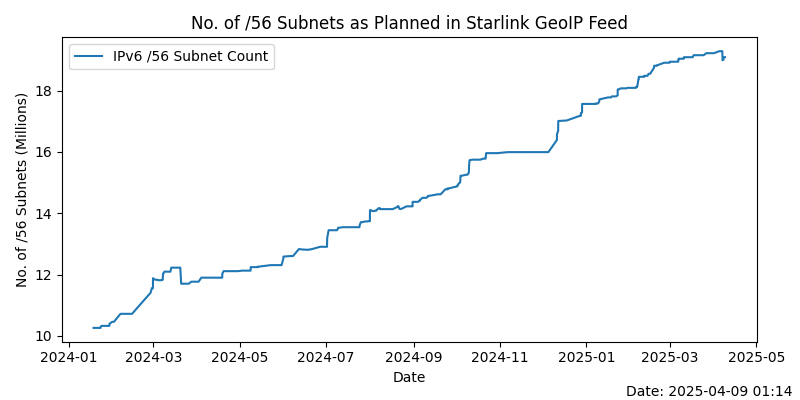 No. of /56 Subnets as Planned in Starlink GeoIP Feed
IPv6 /56 Subnet Count
No. of /56 Subnets (Millions)
18
16
14
12
10
2024-01 2024-03 2024-05 2024-07 2024-09 2024-11 2025-01 2025-03 2025-05
Date
Date: 2025-04-09 01:14